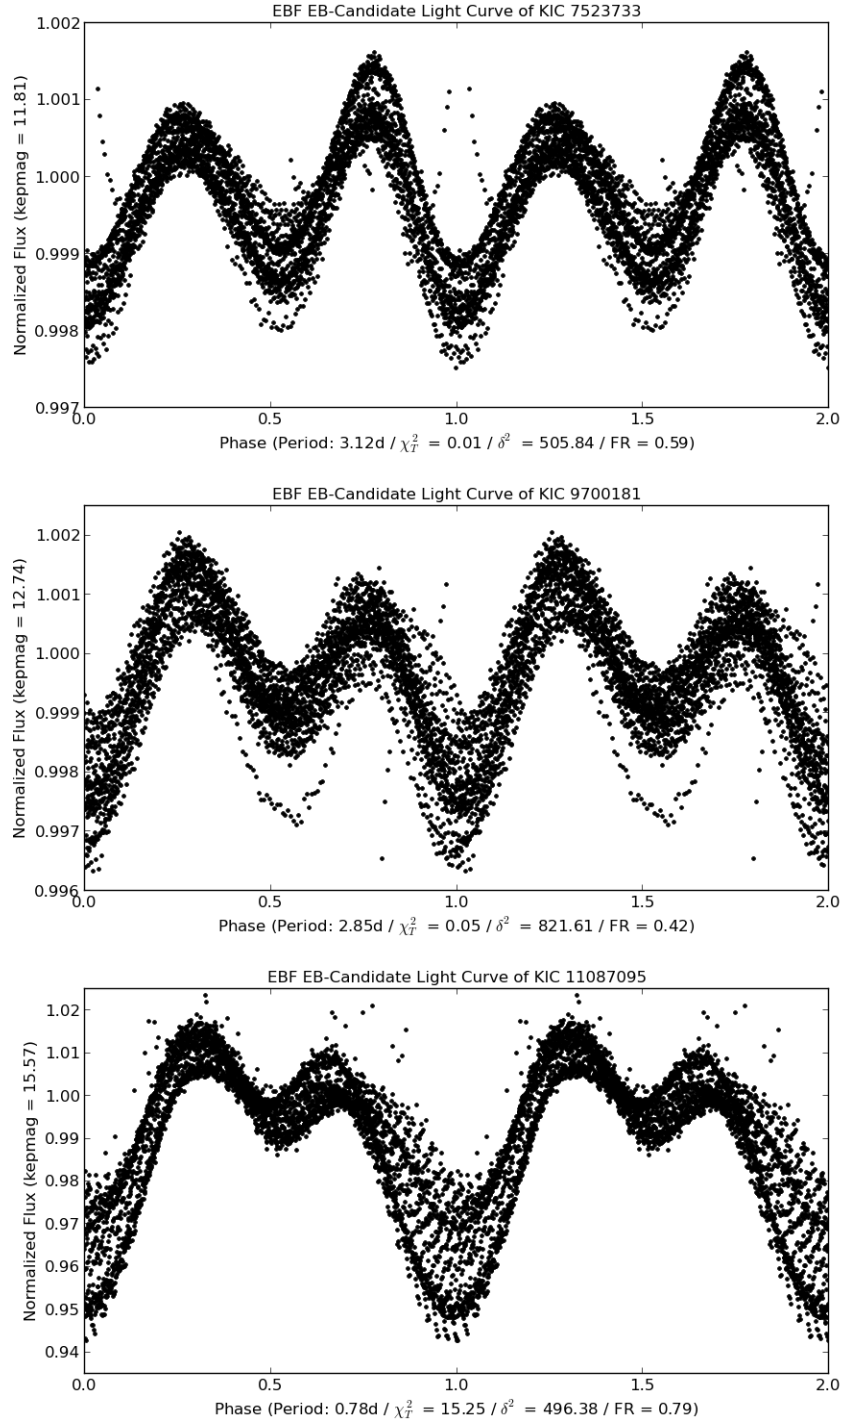 EBF EB-Candidate Light Curve of KIC 7523733
1.002
1.001
1.000
0.999
0.998
0.997
Normalized Flux (kepmag = 11.81)
0.0 0.5 1.0 1.5 2.0
Phase (Period: 3.12d / χ²_T = 0.01 / δ² = 505.84 / FR = 0.59)
EBF EB-Candidate Light Curve of KIC 9700181
1.002
1.001
1.000
0.999
0.998
0.997
0.996
Normalized Flux (kepmag = 12.74)
0.0 0.5 1.0 1.5 2.0
Phase (Period: 2.85d / χ²_T = 0.05 / δ² = 821.61 / FR = 0.42)
EBF EB-Candidate Light Curve of KIC 11087095
1.02
1.01
1.00
0.99
0.98
0.97
0.96
0.95
0.94
Normalized Flux (kepmag = 15.57)
0.0 0.5 1.0 1.5 2.0
Phase (Period: 0.78d / χ²_T = 15.25 / δ² = 496.38 / FR = 0.79)